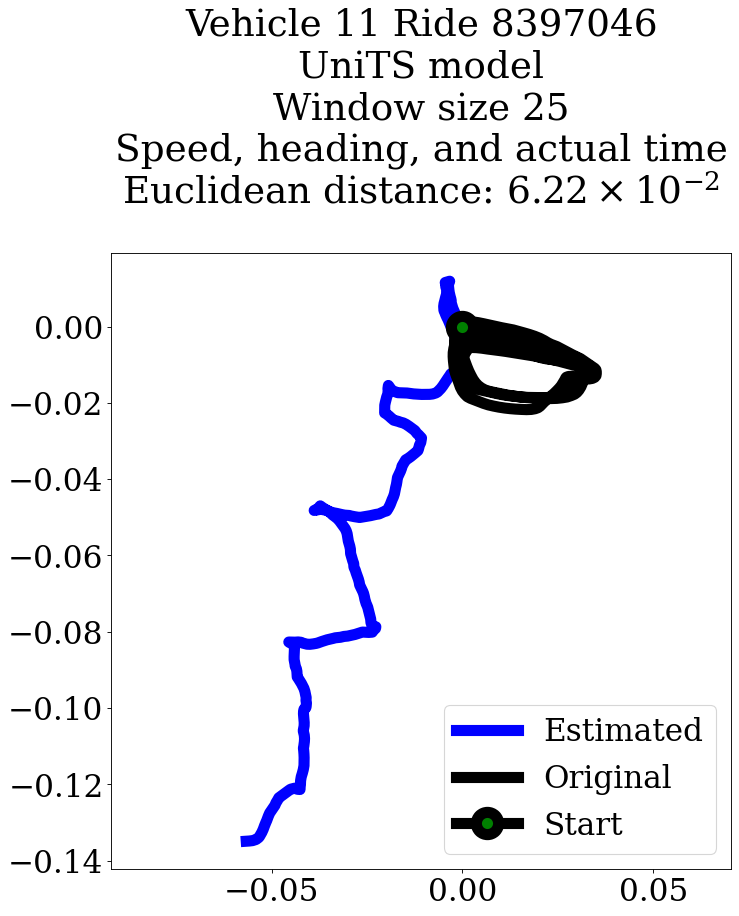 Vehicle 11 Ride 8397046
UniTS model
Window size 25
Speed, heading, and actual time
Euclidean distance: 6.22 × 10⁻²
0.00
−0.02
−0.04
−0.06
−0.08
−0.10
−0.12
−0.14
−0.05
0.00
0.05
Estimated
Original
Start